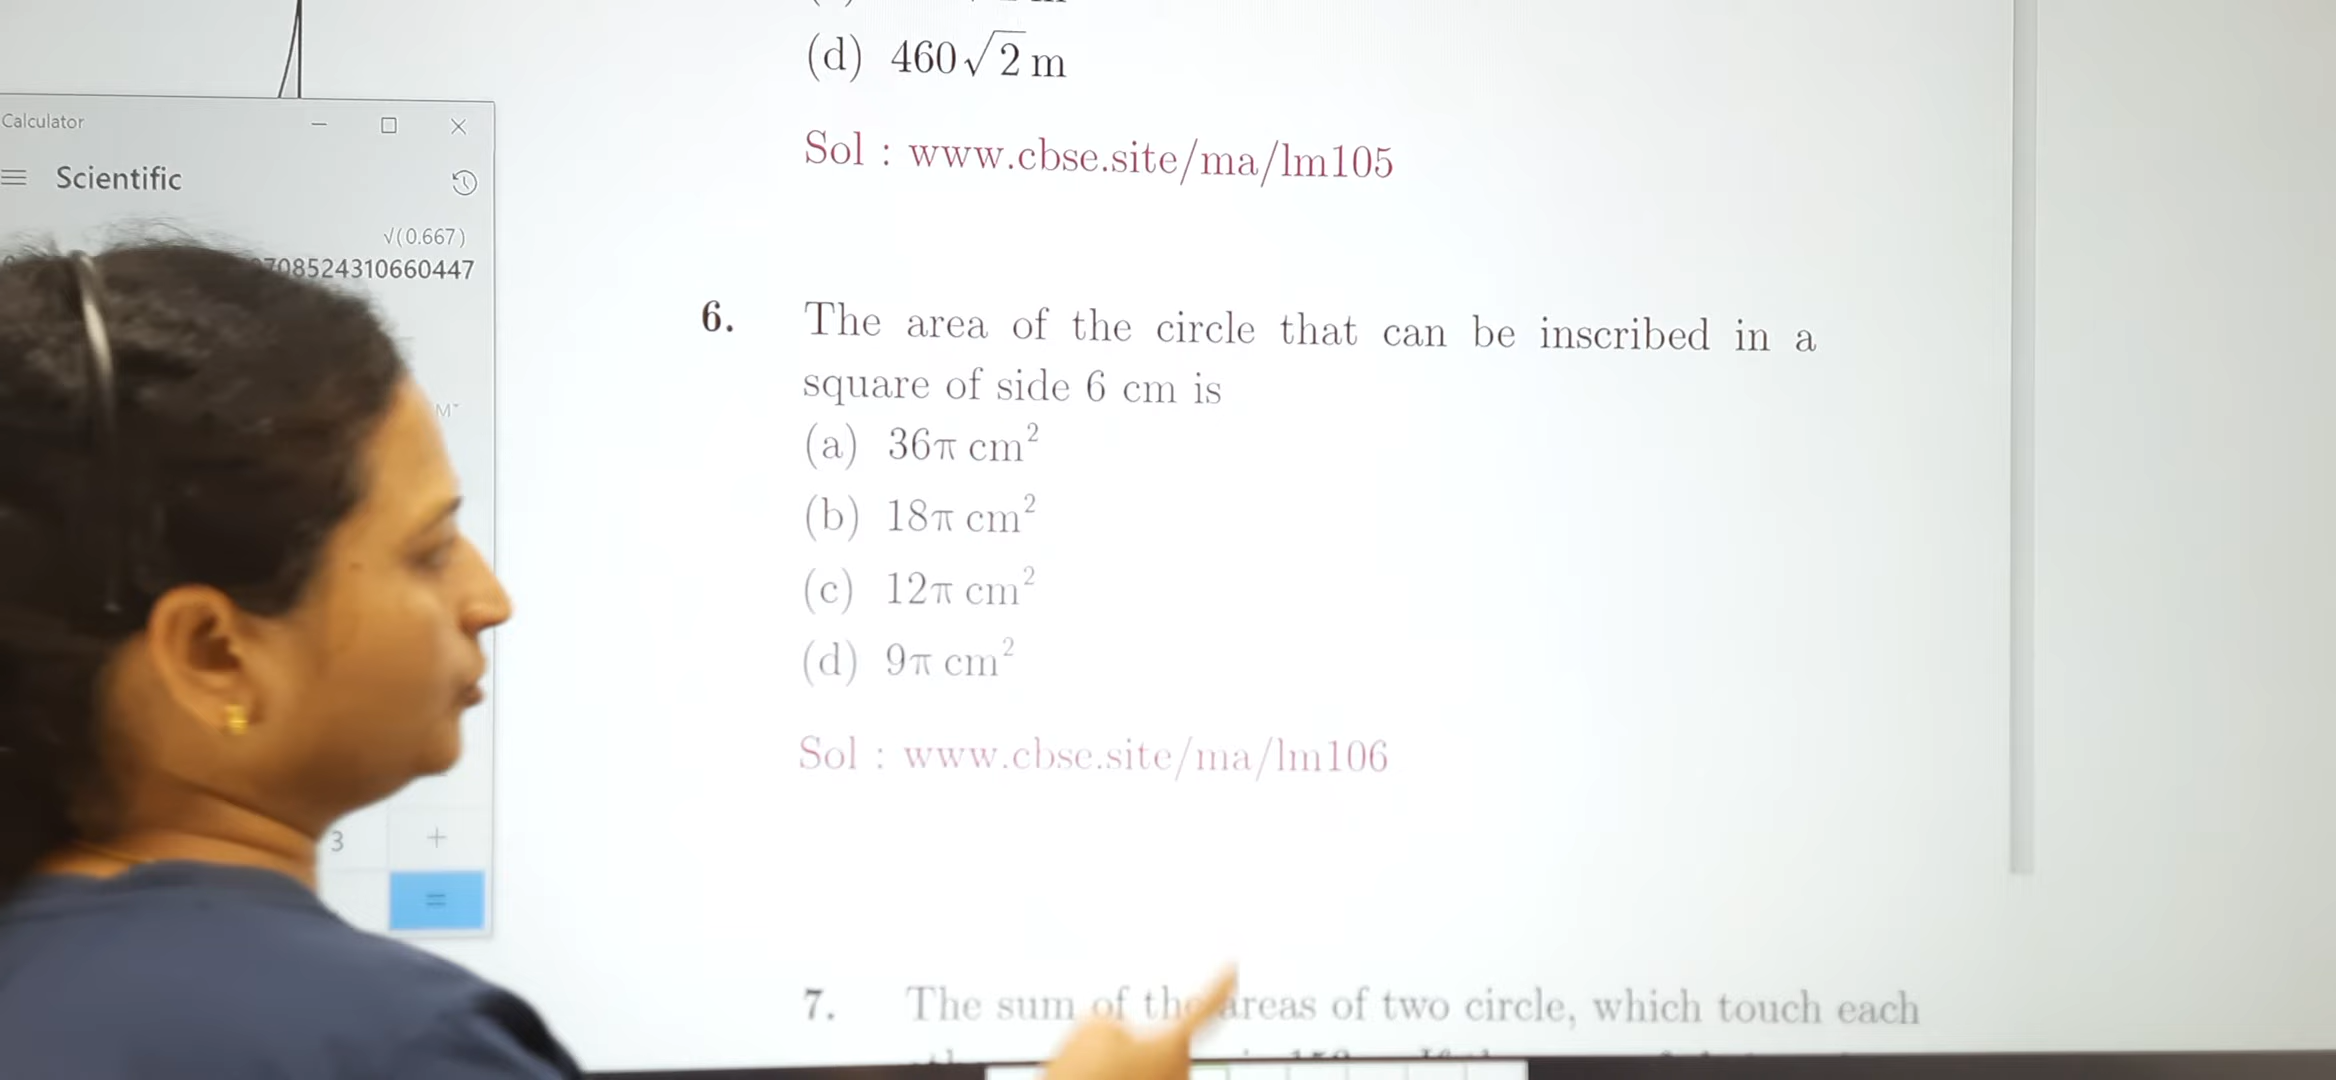 (d) 460√2 m
Calculator
Sol : www.cbse.site/ma/lm105
Scientific
√(0.667)
708524310660447
6. The area of the circle that can be inscribed in a
square of side 6 cm is
M˅
(a) 36π cm²
(b) 18π cm²
(c) 12π cm²
(d) 9π cm²
Sol : www.cbse.site/ma/lm106
3 +
=
7. The sum of the areas of two circle, which touch each